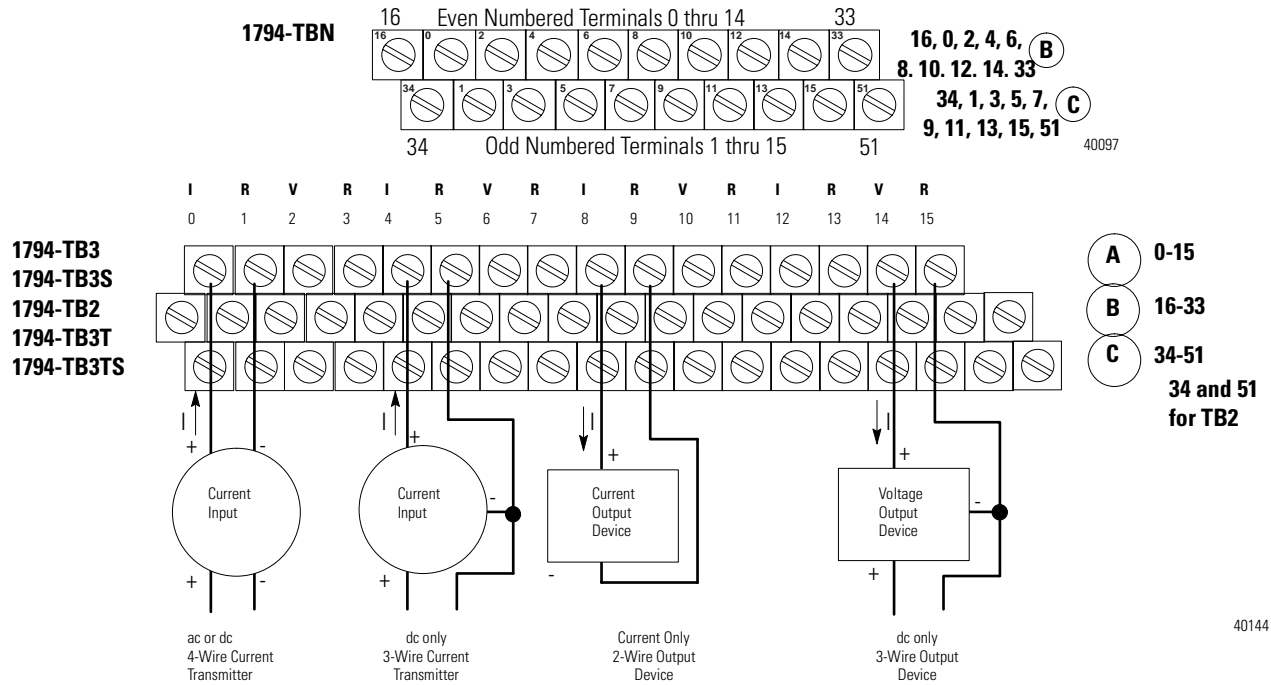 16 Even Numbered Terminals 0 thru 14 33
1794-TBN
16 0 2 4 6 8 10 12 14 33
16, 0, 2, 4, 6,
8. 10. 12. 14. 33
B
34 1 3 5 7 9 11 13 15 51
34, 1, 3, 5, 7,
9, 11, 13, 15, 51
C
34 Odd Numbered Terminals 1 thru 15 51
40097
I R V R I R V R I R V R I R V R
0 1 2 3 4 5 6 7 8 9 10 11 12 13 14 15
1794-TB3
1794-TB3S
1794-TB2
1794-TB3T
1794-TB3TS
A 0-15
B 16-33
C 34-51
34 and 51
for TB2
I I I I
+ - + + +
Current
Input
Current
Input
-
Current
Output
Device
Voltage
Output
Device
-
+ - + - +
ac or dc
4-Wire Current
Transmitter
dc only
3-Wire Current
Transmitter
Current Only
2-Wire Output
Device
dc only
3-Wire Output
Device
40144